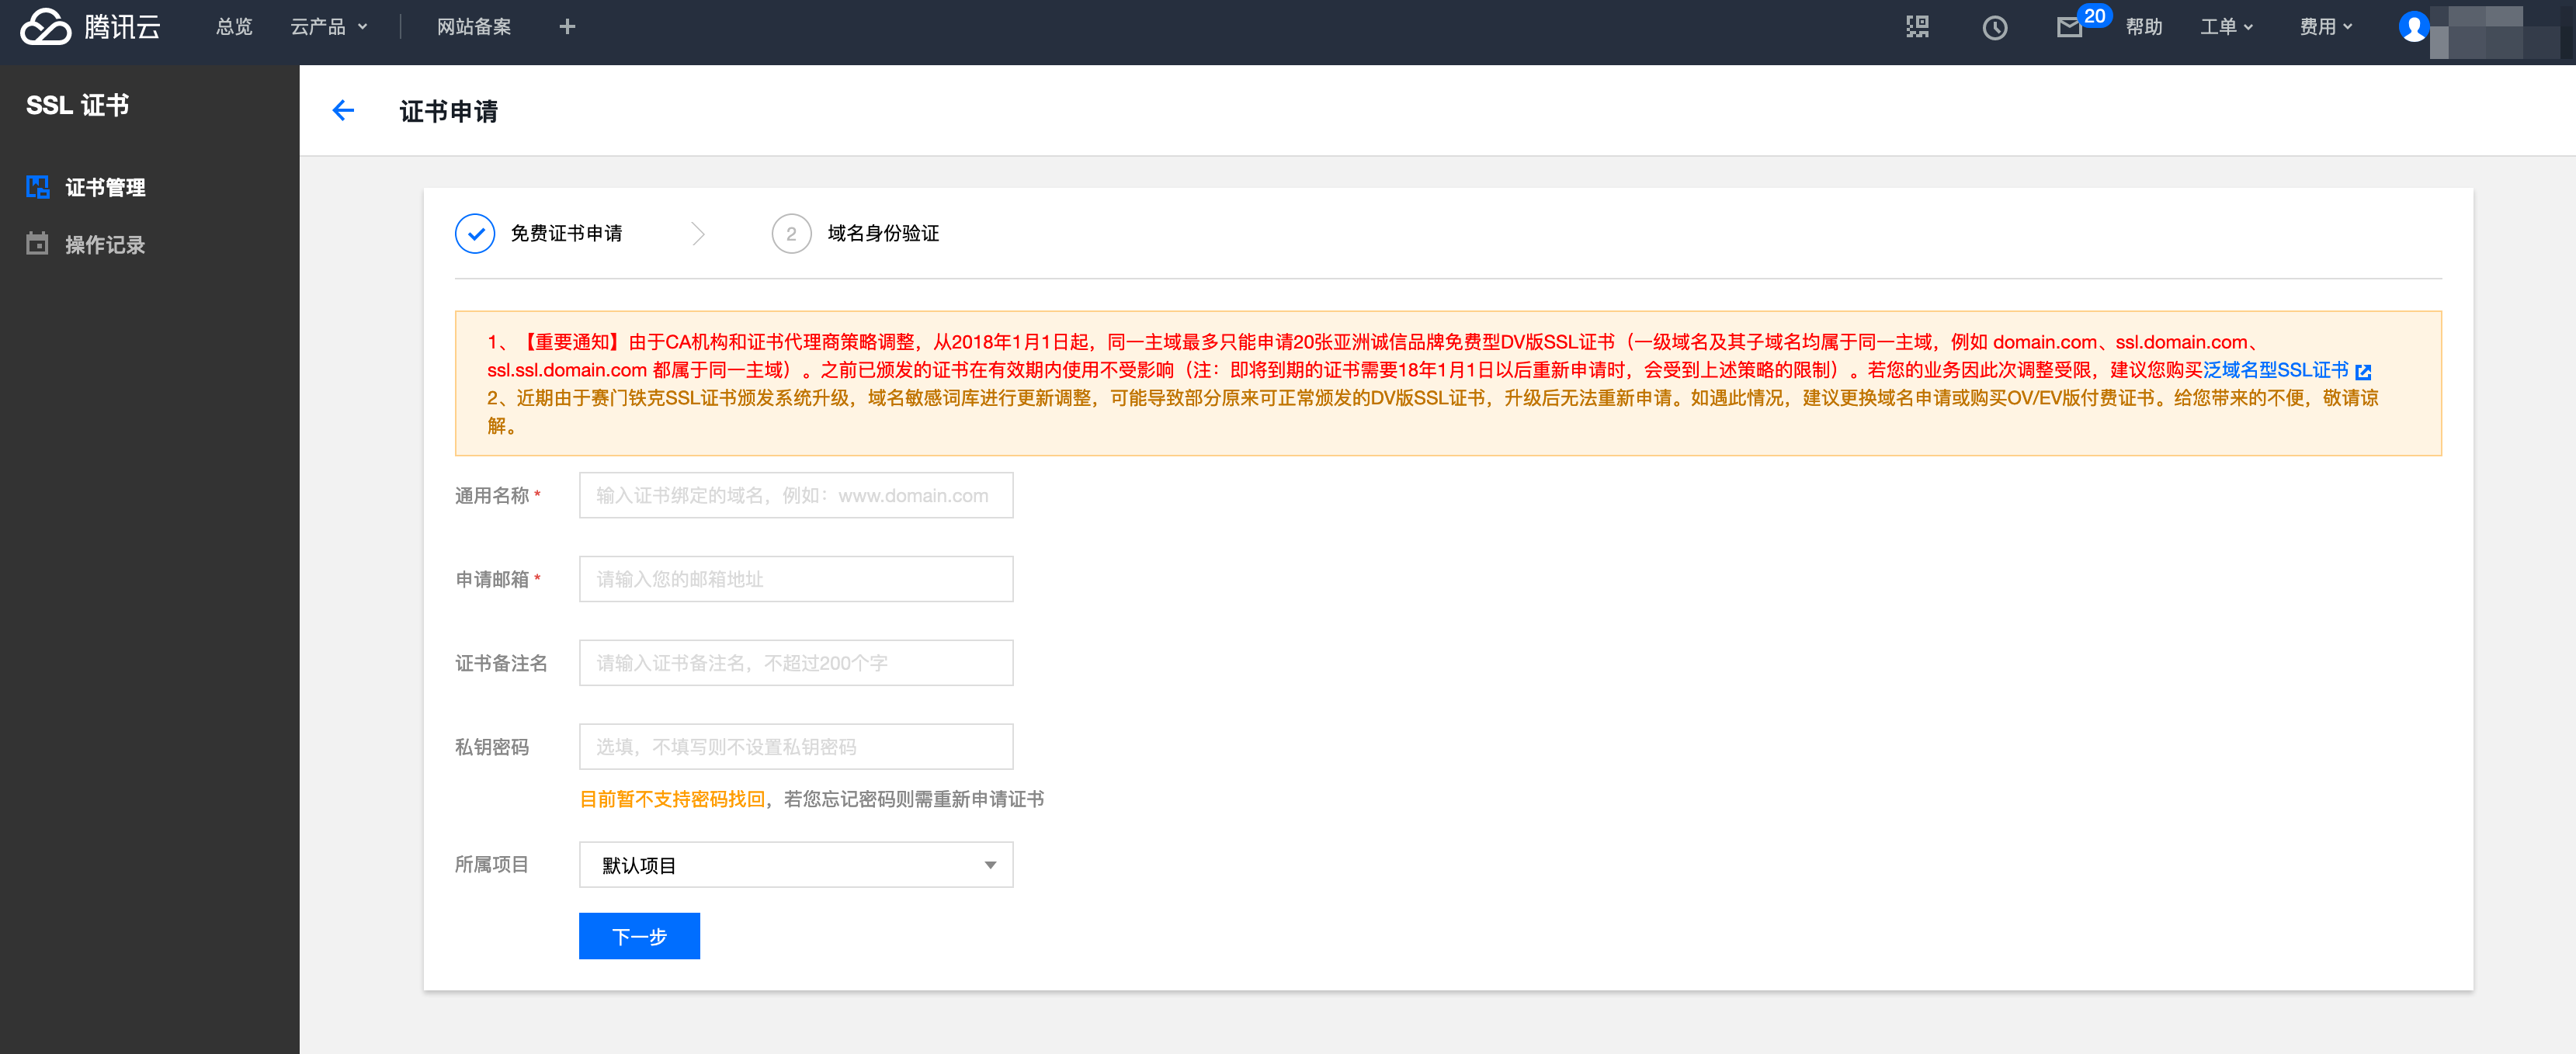 腾讯云
总览
云产品
网站备案
20
帮助
工单
费用
SSL 证书
证书管理
操作记录
证书申请
免费证书申请
2
域名身份验证
1、【重要通知】由于CA机构和证书代理商策略调整，从2018年1月1日起，同一主域最多只能申请20张亚洲诚信品牌免费型DV版SSL证书（一级域名及其子域名均属于同一主域，例如 domain.com、ssl.domain.com、
ssl.ssl.domain.com 都属于同一主域）。之前已颁发的证书在有效期内使用不受影响（注：即将到期的证书需要18年1月1日以后重新申请时，会受到上述策略的限制）。若您的业务因此次调整受限，建议您购买泛域名型SSL证书
2、近期由于赛门铁克SSL证书颁发系统升级，域名敏感词库进行更新调整，可能导致部分原来可正常颁发的DV版SSL证书，升级后无法重新申请。如遇此情况，建议更换域名申请或购买OV/EV版付费证书。给您带来的不便，敬请谅
解。
通用名称 *
输入证书绑定的域名，例如：www.domain.com
申请邮箱 *
请输入您的邮箱地址
证书备注名
请输入证书备注名，不超过200个字
私钥密码
选填，不填写则不设置私钥密码
目前暂不支持密码找回，若您忘记密码则需重新申请证书
所属项目
默认项目
下一步